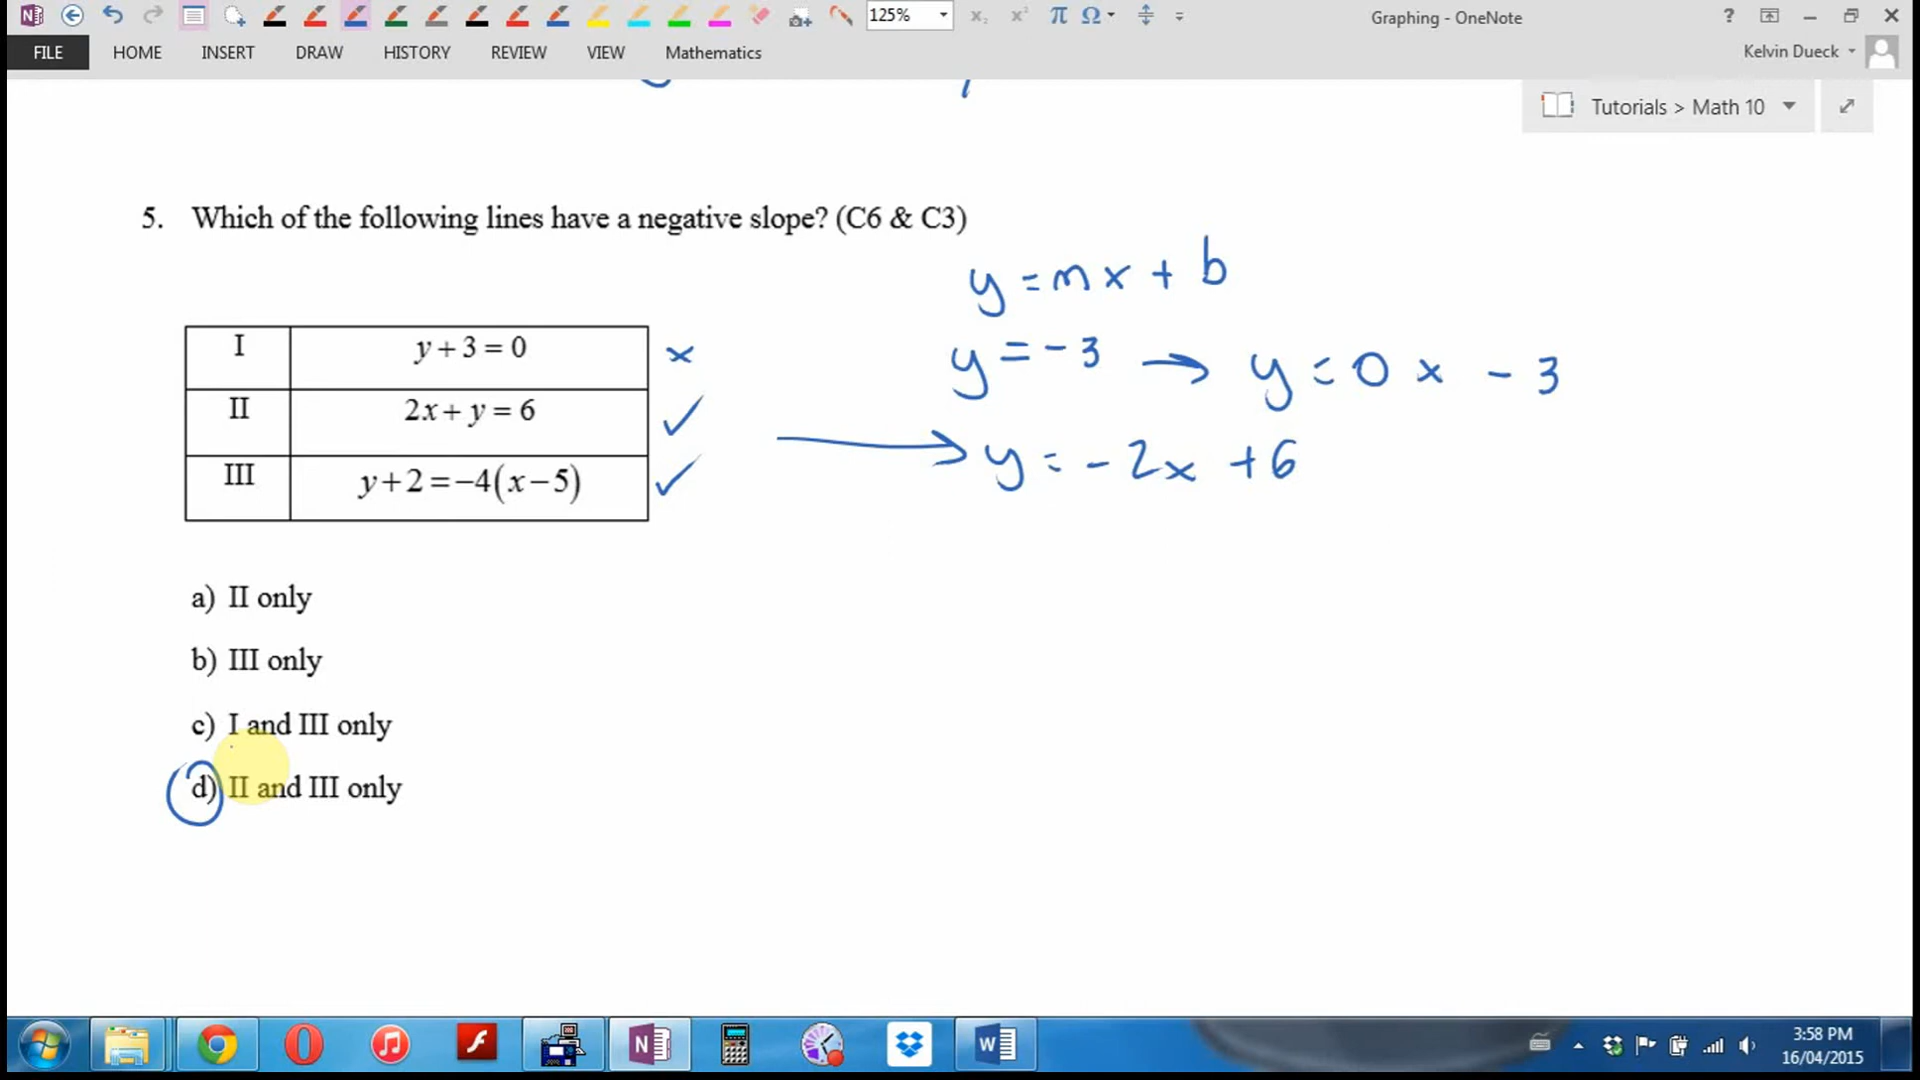 125%
x₂ x² π Ω
Graphing - OneNote
?
FILE HOME INSERT DRAW HISTORY REVIEW VIEW Mathematics
Kelvin Dueck
Tutorials > Math 10
5. Which of the following lines have a negative slope? (C6 & C3)
y = mx + b
I y + 3 = 0 x
y = -3 → y = 0x - 3
II 2x + y = 6 ✓
→ y = -2x + 6
III y + 2 = -4(x - 5) ✓
a) II only
b) III only
c) I and III only
d) II and III only
3:58 PM
16/04/2015